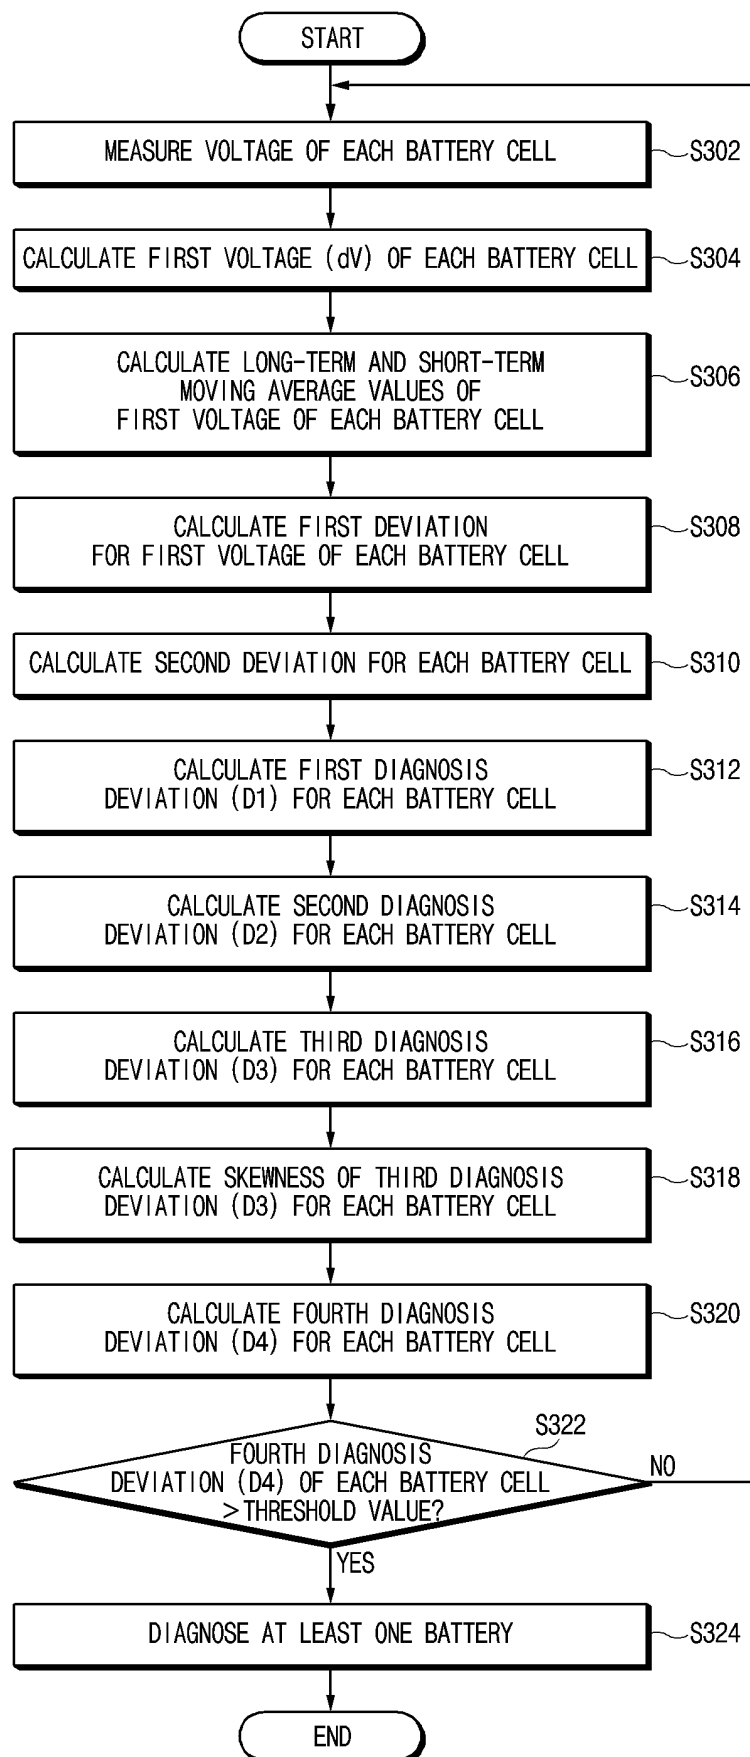 START
MEASURE VOLTAGE OF EACH BATTERY CELL
S302
CALCULATE FIRST VOLTAGE (dV) OF EACH BATTERY CELL
S304
CALCULATE LONG-TERM AND SHORT-TERM
MOVING AVERAGE VALUES OF
FIRST VOLTAGE OF EACH BATTERY CELL
S306
CALCULATE FIRST DEVIATION
FOR FIRST VOLTAGE OF EACH BATTERY CELL
S308
CALCULATE SECOND DEVIATION FOR EACH BATTERY CELL
S310
CALCULATE FIRST DIAGNOSIS
DEVIATION (D1) FOR EACH BATTERY CELL
S312
CALCULATE SECOND DIAGNOSIS
DEVIATION (D2) FOR EACH BATTERY CELL
S314
CALCULATE THIRD DIAGNOSIS
DEVIATION (D3) FOR EACH BATTERY CELL
S316
CALCULATE SKEWNESS OF THIRD DIAGNOSIS
DEVIATION (D3) FOR EACH BATTERY CELL
S318
CALCULATE FOURTH DIAGNOSIS
DEVIATION (D4) FOR EACH BATTERY CELL
S320
S322
FOURTH DIAGNOSIS
DEVIATION (D4) OF EACH BATTERY CELL
>THRESHOLD VALUE?
NO
YES
DIAGNOSE AT LEAST ONE BATTERY
S324
END